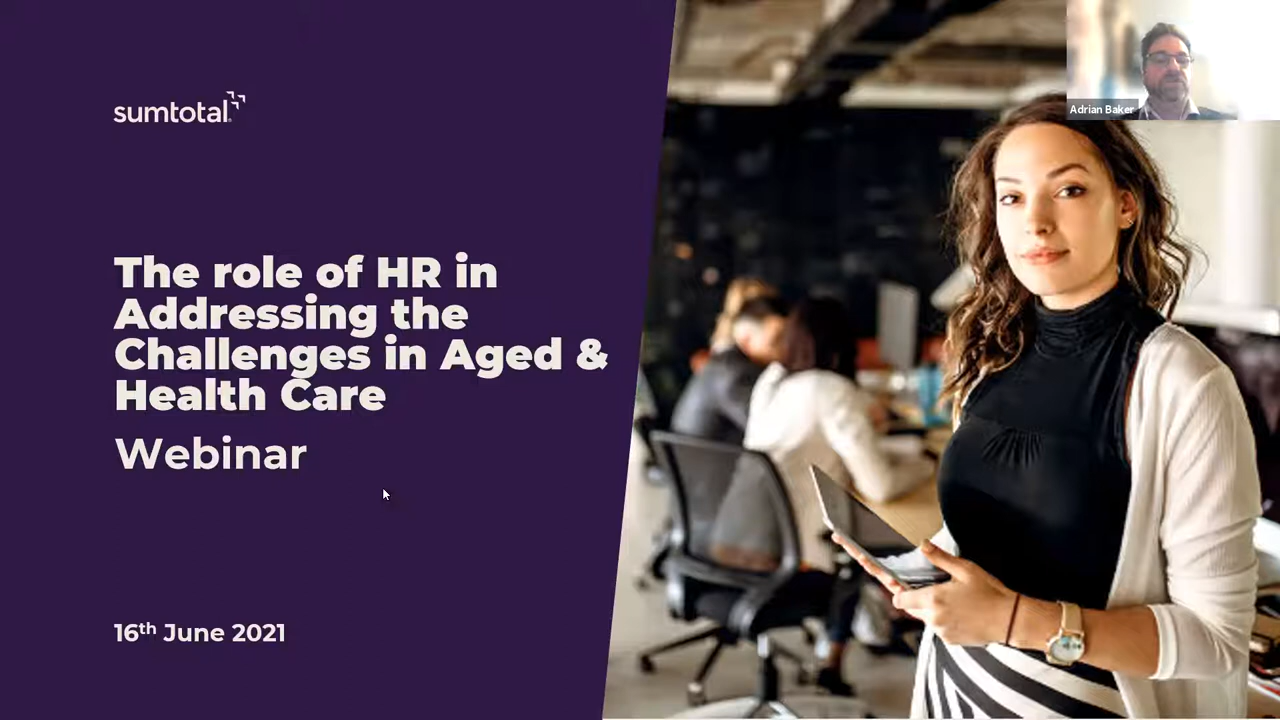 sumtotal
The role of HR in
Addressing the
Challenges in Aged &
Health Care
Webinar
16th June 2021
Adrian Baker